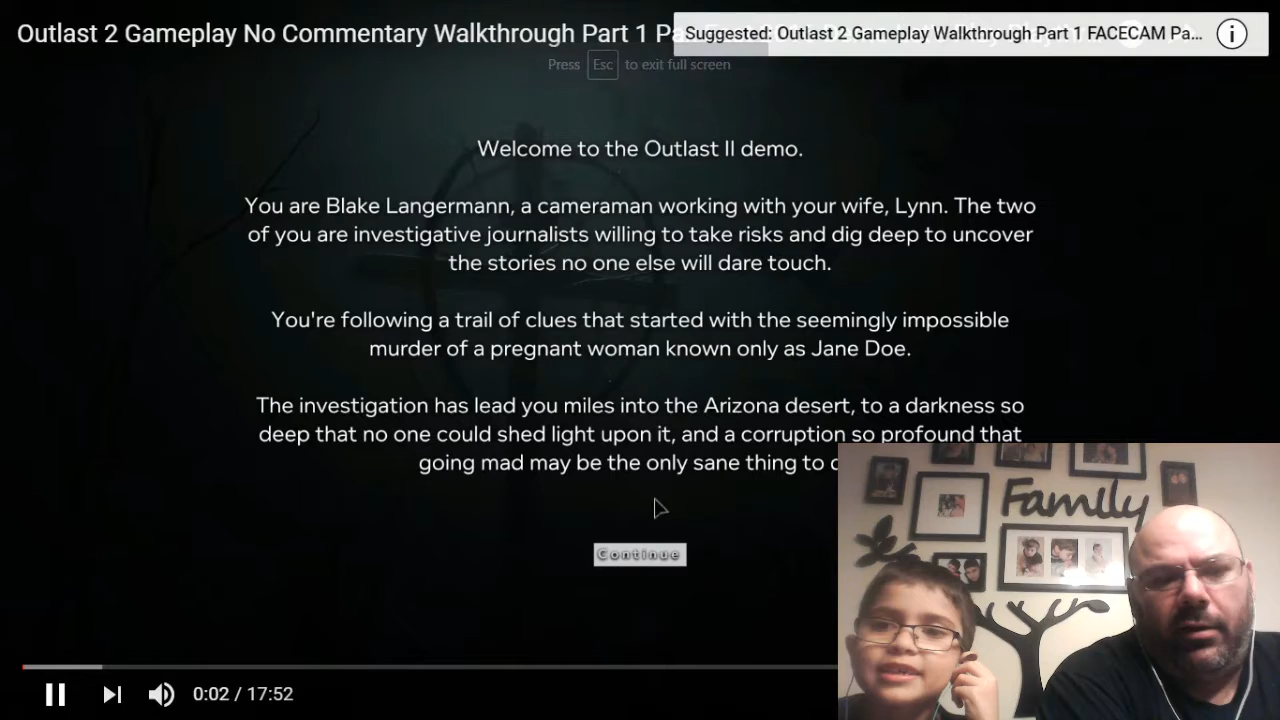 Outlast 2 Gameplay No Commentary Walkthrough Part 1
Suggested: Outlast 2 Gameplay Walkthrough Part 1 FACECAM Pa...
Press Esc to exit full screen
Welcome to the Outlast II demo.
You are Blake Langermann, a cameraman working with your wife, Lynn. The two
of you are investigative journalists willing to take risks and dig deep to uncover
the stories no one else will dare touch.
You're following a trail of clues that started with the seemingly impossible
murder of a pregnant woman known only as Jane Doe.
The investigation has lead you miles into the Arizona desert, to a darkness so
deep that no one could shed light upon it, and a corruption so profound that
going mad may be the only sane thing to
Family
Continue
0:02 / 17:52